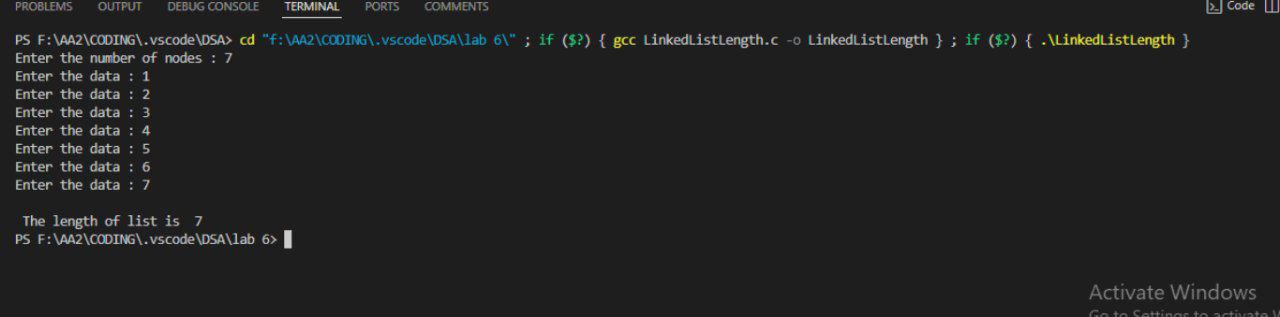 PROBLEMS OUTPUT DEBUG CONSOLE TERMINAL PORTS COMMENTS Code
PS F:\AA2\CODING\.vscode\DSA> cd "f:\AA2\CODING\.vscode\DSA\lab 6\" ; if ($?) { gcc LinkedListLength.c -o LinkedListLength } ; if ($?) { .\LinkedListLength }
Enter the number of nodes : 7
Enter the data : 1
Enter the data : 2
Enter the data : 3
Enter the data : 4
Enter the data : 5
Enter the data : 6
Enter the data : 7
The length of list is 7
PS F:\AA2\CODING\.vscode\DSA\lab 6>
Activate Windows
Go to Settings to activate